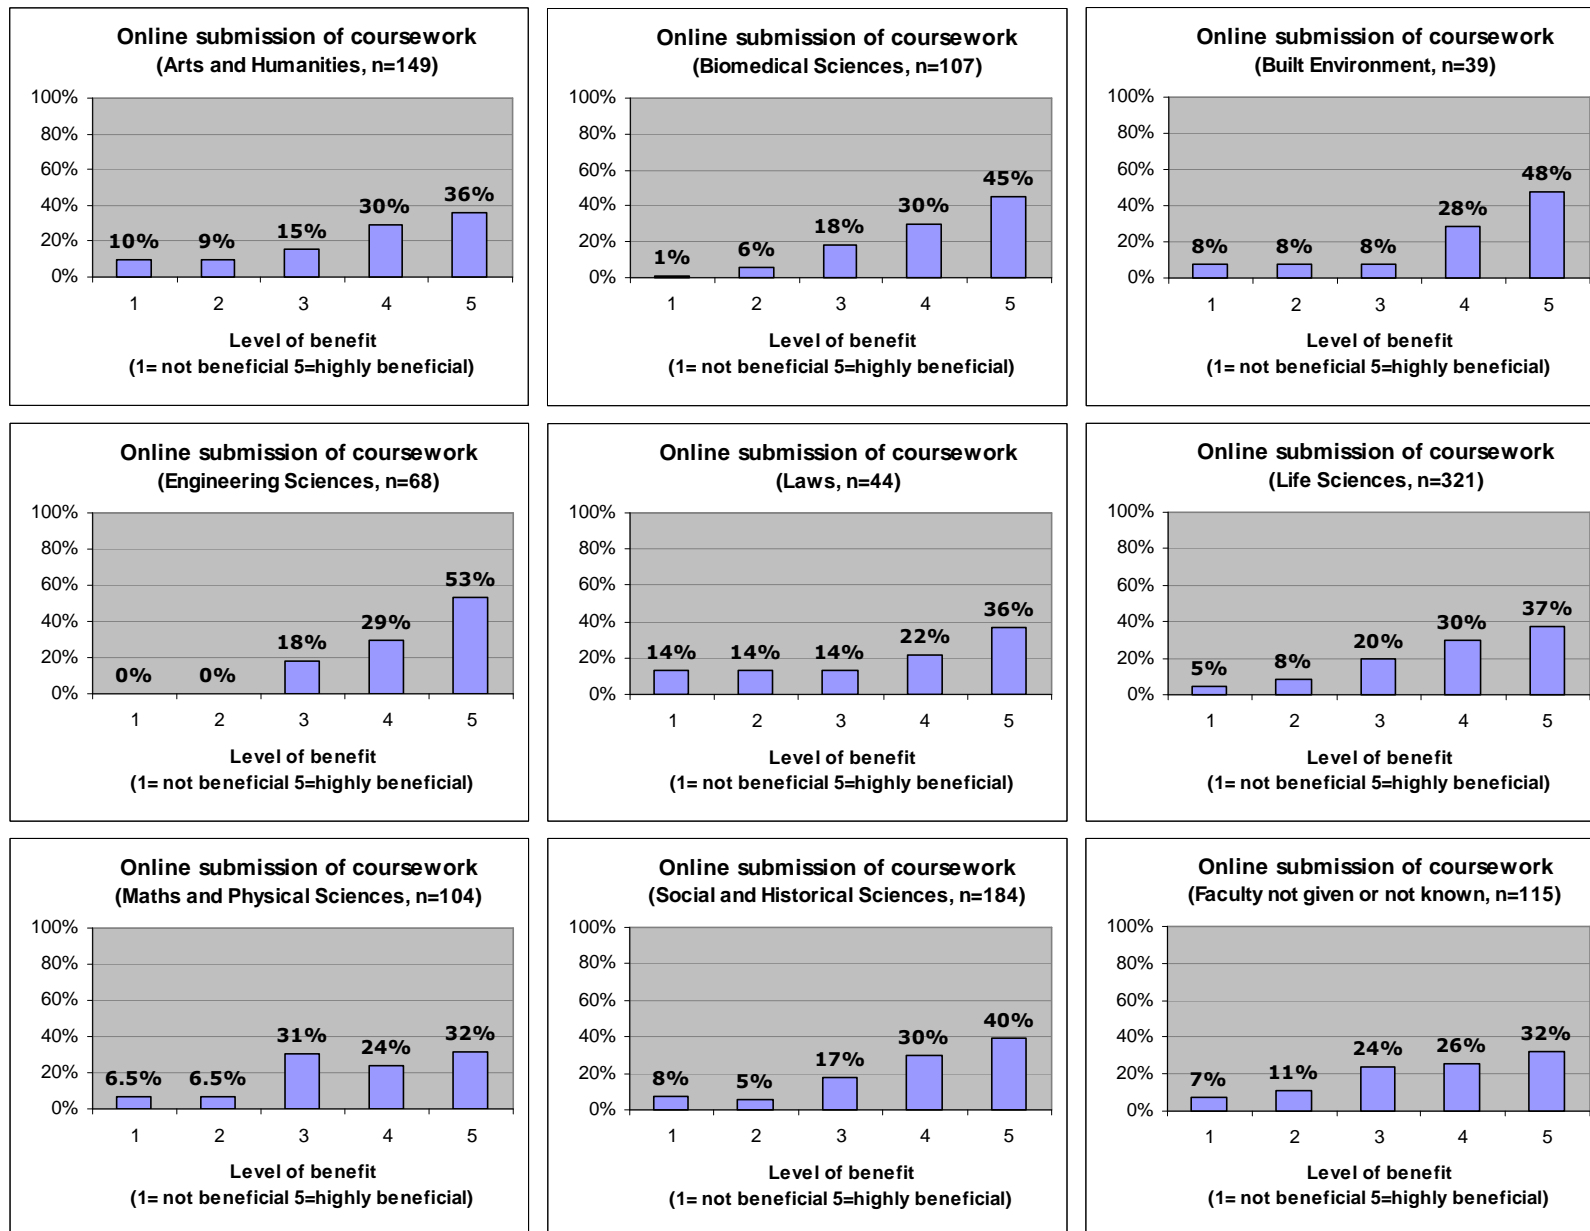 Online submission of coursework
(Arts and Humanities, n=149)
100%
80%
60%
40%
20%
0%
10%
9%
15%
30%
36%
1 2 3 4 5
Level of benefit
(1= not beneficial 5=highly beneficial)
Online submission of coursework
(Biomedical Sciences, n=107)
100%
80%
60%
40%
20%
0%
1%
6%
18%
30%
45%
1 2 3 4 5
Level of benefit
(1= not beneficial 5=highly beneficial)
Online submission of coursework
(Built Environment, n=39)
100%
80%
60%
40%
20%
0%
8%
8%
8%
28%
48%
1 2 3 4 5
Level of benefit
(1= not beneficial 5=highly beneficial)
Online submission of coursework
(Engineering Sciences, n=68)
100%
80%
60%
40%
20%
0%
0%
0%
18%
29%
53%
1 2 3 4 5
Level of benefit
(1= not beneficial 5=highly beneficial)
Online submission of coursework
(Laws, n=44)
100%
80%
60%
40%
20%
0%
14%
14%
14%
22%
36%
1 2 3 4 5
Level of benefit
(1= not beneficial 5=highly beneficial)
Online submission of coursework
(Life Sciences, n=321)
100%
80%
60%
40%
20%
0%
5%
8%
20%
30%
37%
1 2 3 4 5
Level of benefit
(1= not beneficial 5=highly beneficial)
Online submission of coursework
(Maths and Physical Sciences, n=104)
100%
80%
60%
40%
20%
0%
6.5%
6.5%
31%
24%
32%
1 2 3 4 5
Level of benefit
(1= not beneficial 5=highly beneficial)
Online submission of coursework
(Social and Historical Sciences, n=184)
100%
80%
60%
40%
20%
0%
8%
5%
17%
30%
40%
1 2 3 4 5
Level of benefit
(1= not beneficial 5=highly beneficial)
Online submission of coursework
(Faculty not given or not known, n=115)
100%
80%
60%
40%
20%
0%
7%
11%
24%
26%
32%
1 2 3 4 5
Level of benefit
(1= not beneficial 5=highly beneficial)